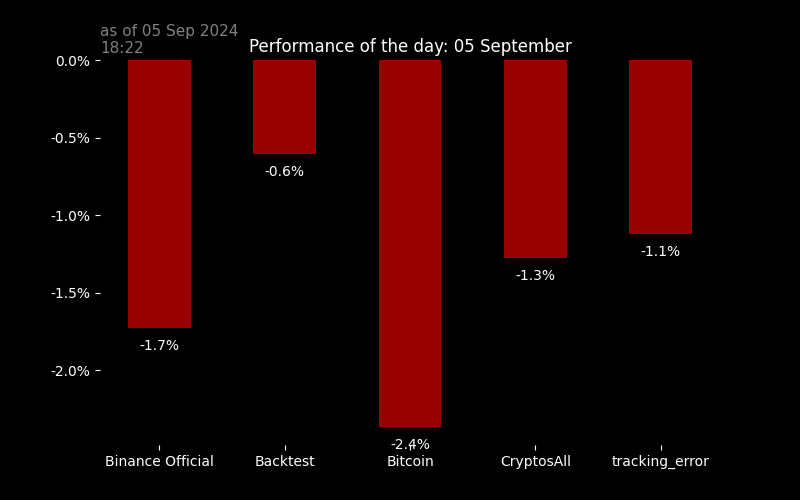 as of 05 Sep 2024
18:22
Performance of the day: 05 September
0.0%
-0.5%
-1.0%
-1.5%
-2.0%
-1.7%
-0.6%
-2.4%
-1.3%
-1.1%
Binance Official
Backtest
Bitcoin
CryptosAll
tracking_error